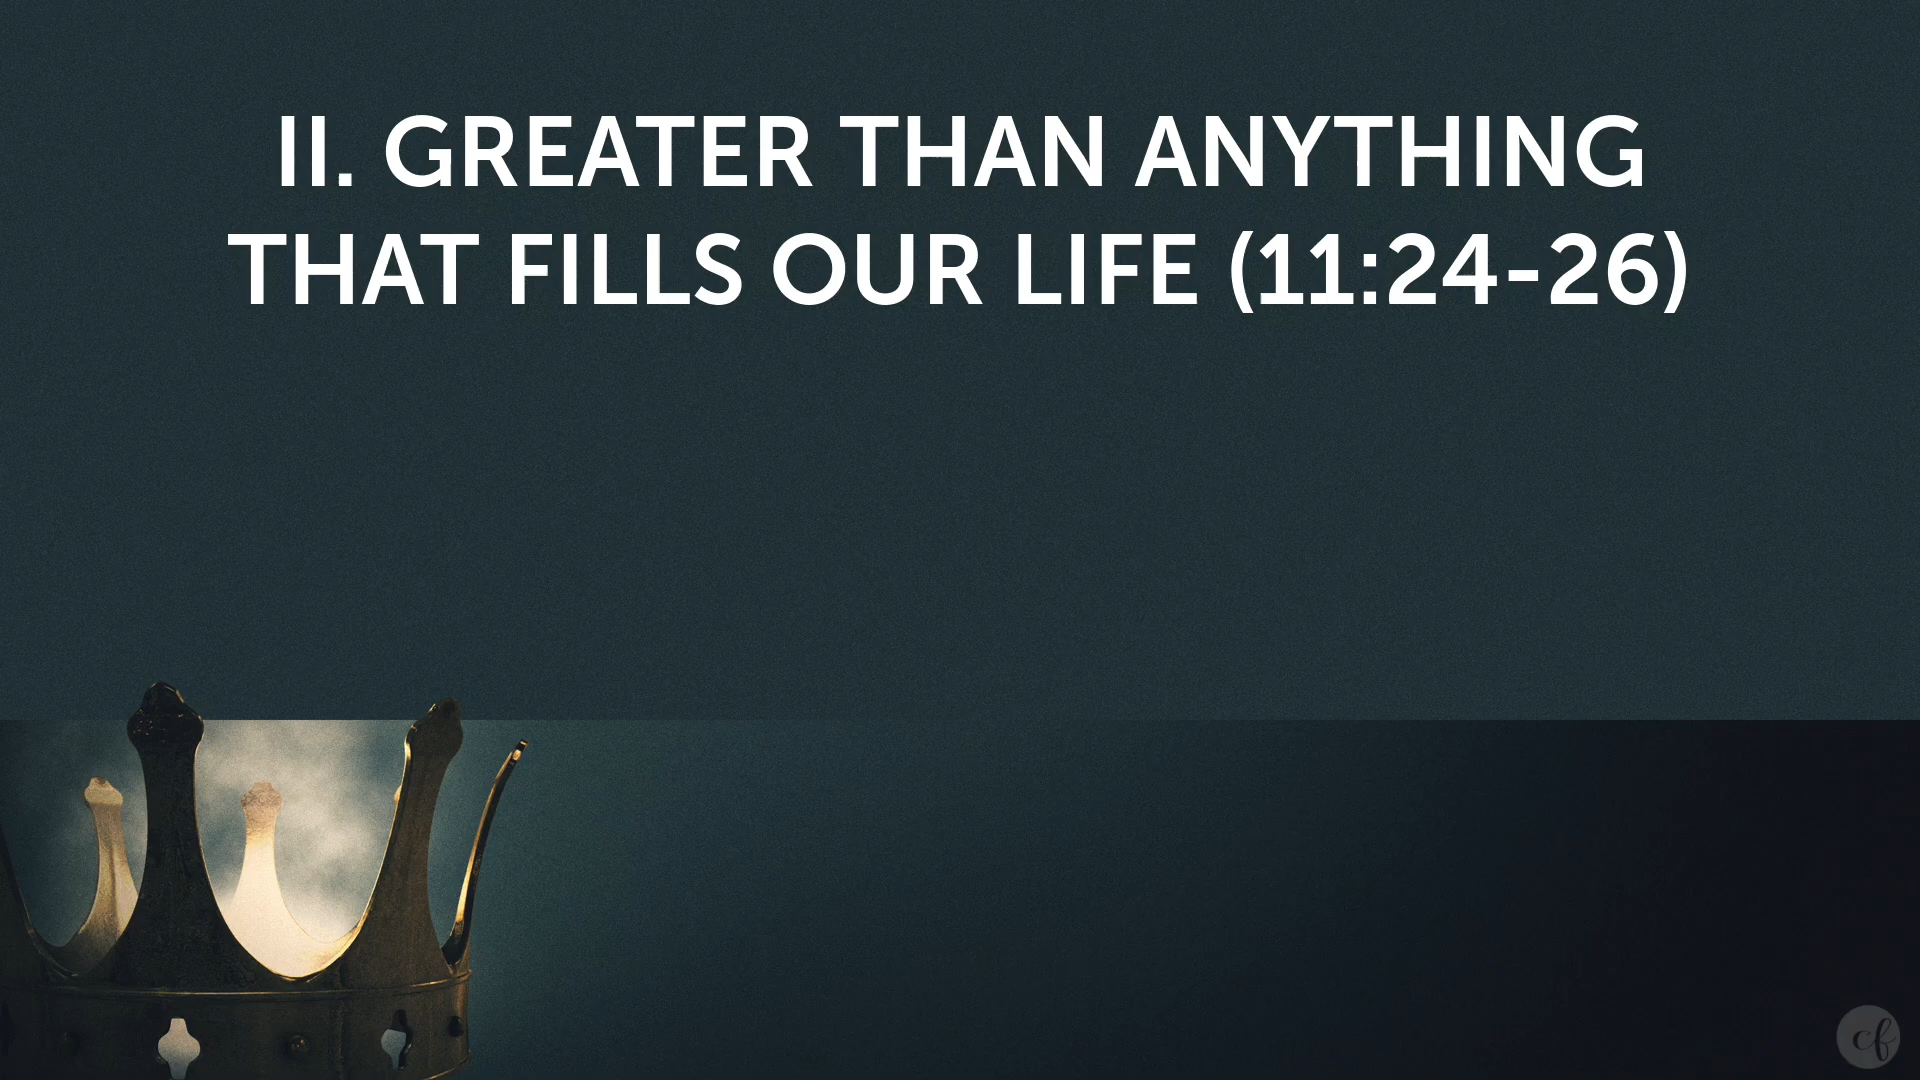 II. GREATER THAN ANYTHING
THAT FILLS OUR LIFE (11:24-26)
cf